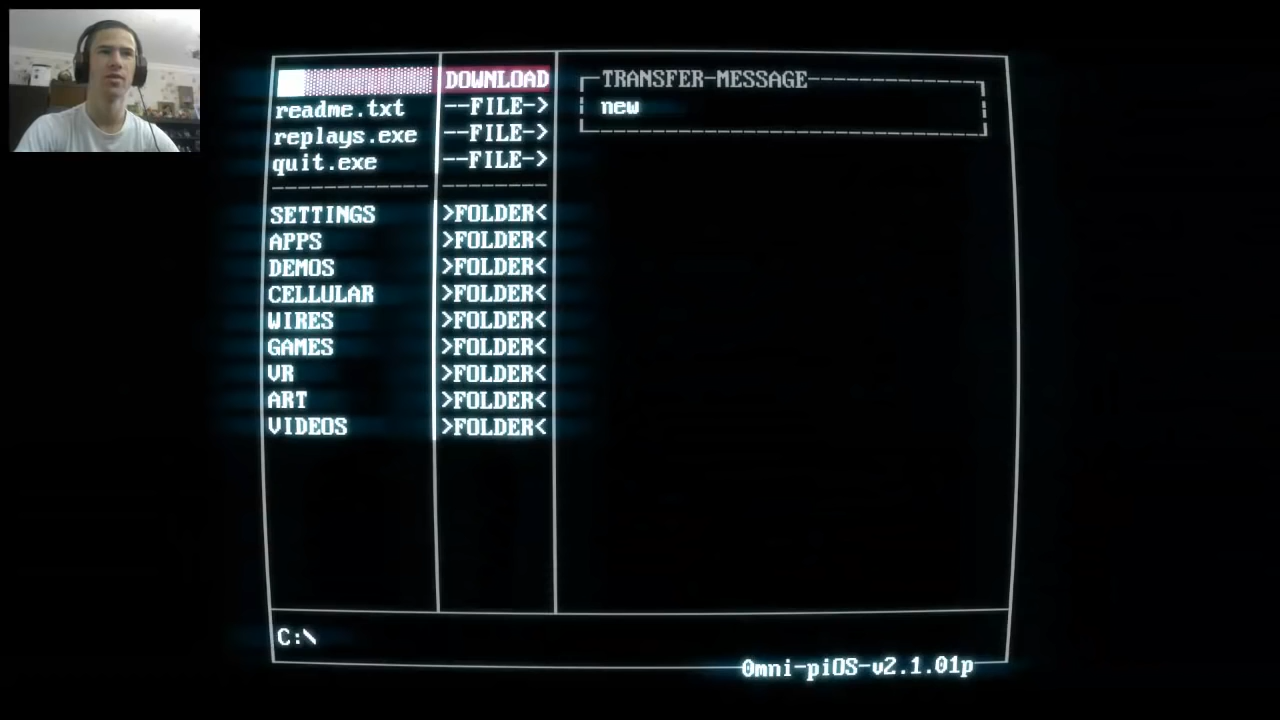 DOWNLOAD
readme.txt --FILE->
replays.exe --FILE->
quit.exe --FILE->
SETTINGS >FOLDER<
APPS >FOLDER<
DEMOS >FOLDER<
CELLULAR >FOLDER<
WIRES >FOLDER<
GAMES >FOLDER<
VR >FOLDER<
ART >FOLDER<
VIDEOS >FOLDER<
TRANSFER-MESSAGE
new
C:\
0mni-piOS-v2.1.01p